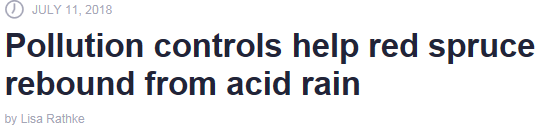 JULY 11, 2018
Pollution controls help red spruce
rebound from acid rain
by Lisa Rathke